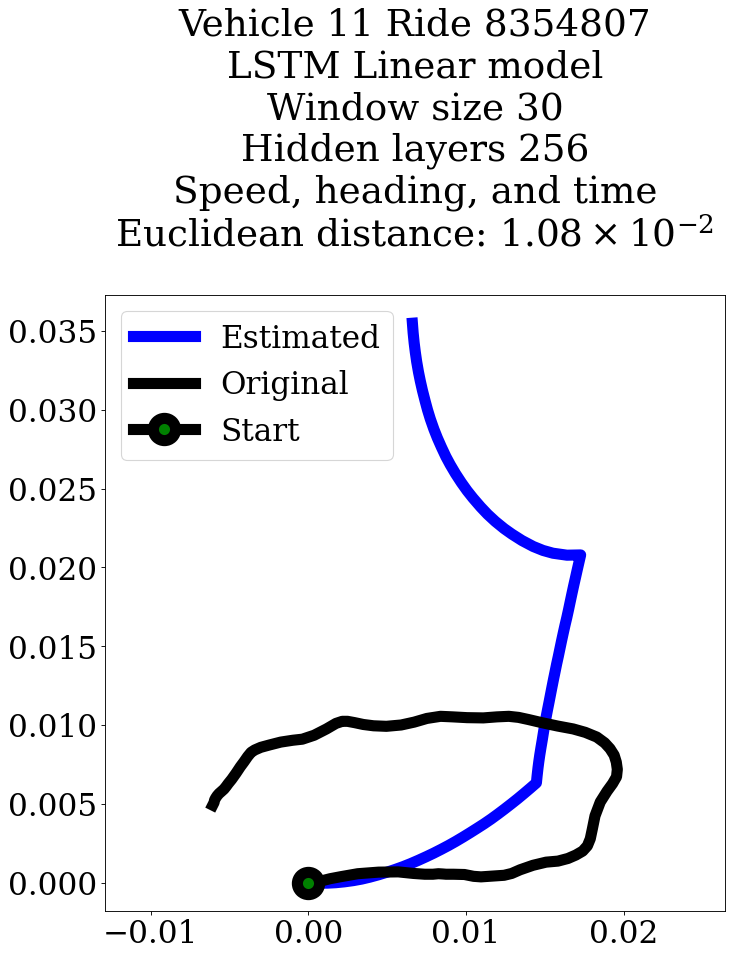 Vehicle 11 Ride 8354807
LSTM Linear model
Window size 30
Hidden layers 256
Speed, heading, and time
Euclidean distance: 1.08 × 10⁻²
Estimated
Original
Start
0.035
0.030
0.025
0.020
0.015
0.010
0.005
0.000
−0.01 0.00 0.01 0.02